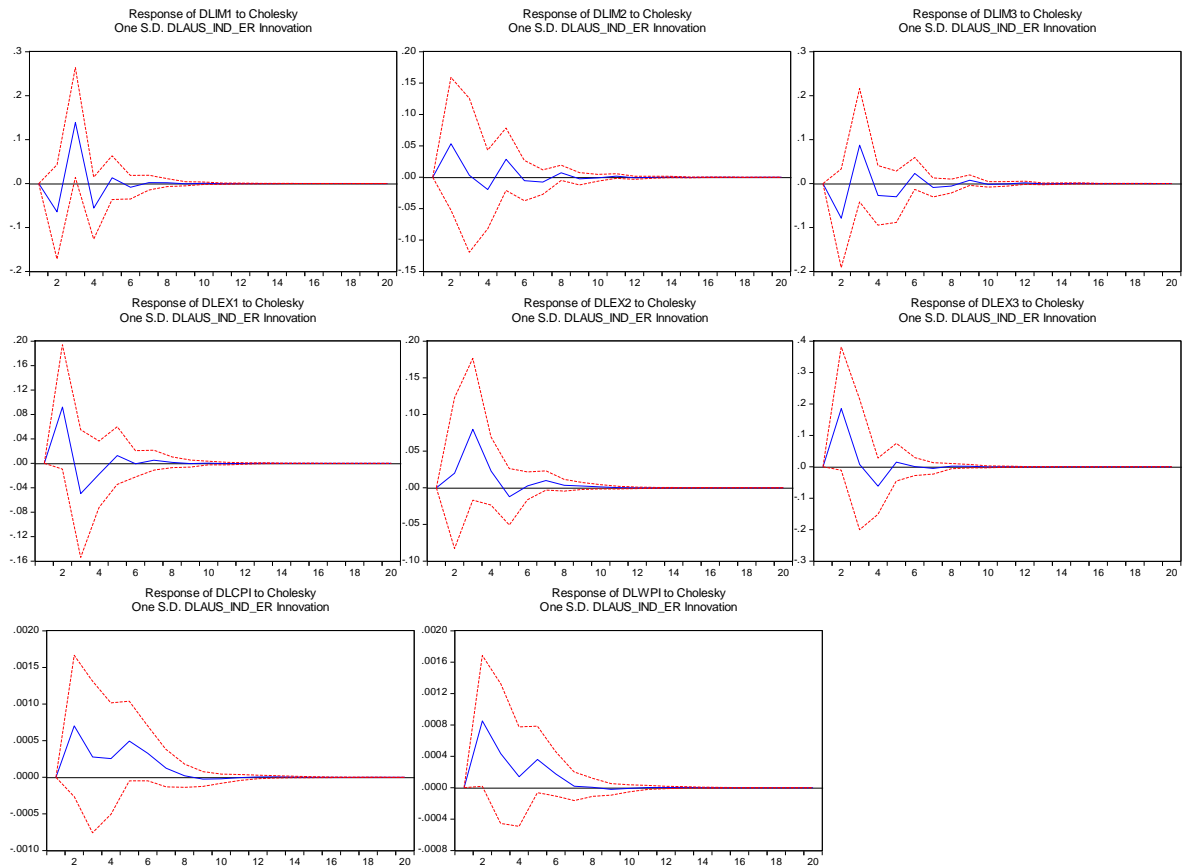 Response of DLIM1 to Cholesky
One S.D. DLAUS_IND_ER Innovation
.3
.2
.1
.0
-.1
-.2
2 4 6 8 10 12 14 16 18 20
Response of DLIM2 to Cholesky
One S.D. DLAUS_IND_ER Innovation
.20
.15
.10
.05
.00
-.05
-.10
-.15
2 4 6 8 10 12 14 16 18 20
Response of DLIM3 to Cholesky
One S.D. DLAUS_IND_ER Innovation
.3
.2
.1
.0
-.1
-.2
2 4 6 8 10 12 14 16 18 20
Response of DLEX1 to Cholesky
One S.D. DLAUS_IND_ER Innovation
.20
.16
.12
.08
.04
.00
-.04
-.08
-.12
-.16
2 4 6 8 10 12 14 16 18 20
Response of DLEX2 to Cholesky
One S.D. DLAUS_IND_ER Innovation
.20
.15
.10
.05
.00
-.05
-.10
2 4 6 8 10 12 14 16 18 20
Response of DLEX3 to Cholesky
One S.D. DLAUS_IND_ER Innovation
.4
.3
.2
.1
.0
-.1
-.2
-.3
2 4 6 8 10 12 14 16 18 20
Response of DLCPI to Cholesky
One S.D. DLAUS_IND_ER Innovation
.0020
.0015
.0010
.0005
.0000
-.0005
-.0010
2 4 6 8 10 12 14 16 18 20
Response of DLWPI to Cholesky
One S.D. DLAUS_IND_ER Innovation
.0020
.0016
.0012
.0008
.0004
.0000
-.0004
-.0008
2 4 6 8 10 12 14 16 18 20